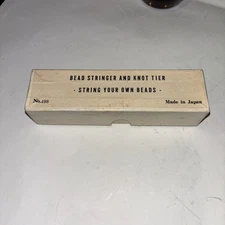 BEAD STRINGER AND KNOT TIER
- STRING YOUR OWN BEADS -
Made in Japan